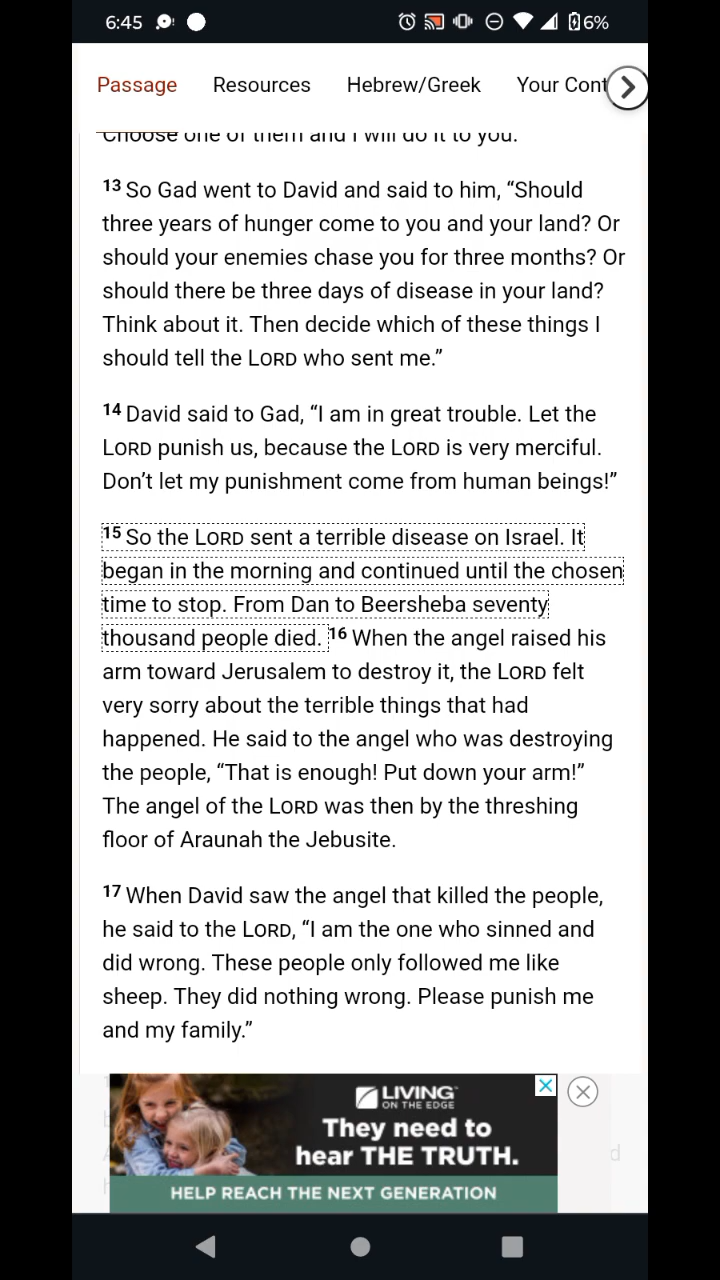 6:45
6%
Passage Resources Hebrew/Greek Your Cont
Choose one of them and I will do it to you.
13 So Gad went to David and said to him, “Should
three years of hunger come to you and your land? Or
should your enemies chase you for three months? Or
should there be three days of disease in your land?
Think about it. Then decide which of these things I
should tell the LORD who sent me.”
14 David said to Gad, “I am in great trouble. Let the
LORD punish us, because the LORD is very merciful.
Don’t let my punishment come from human beings!”
15 So the LORD sent a terrible disease on Israel. It
began in the morning and continued until the chosen
time to stop. From Dan to Beersheba seventy
thousand people died. 16 When the angel raised his
arm toward Jerusalem to destroy it, the LORD felt
very sorry about the terrible things that had
happened. He said to the angel who was destroying
the people, “That is enough! Put down your arm!”
The angel of the LORD was then by the threshing
floor of Araunah the Jebusite.
17 When David saw the angel that killed the people,
he said to the LORD, “I am the one who sinned and
did wrong. These people only followed me like
sheep. They did nothing wrong. Please punish me
and my family.”
LIVING
ON THE EDGE
They need to
hear THE TRUTH.
HELP REACH THE NEXT GENERATION